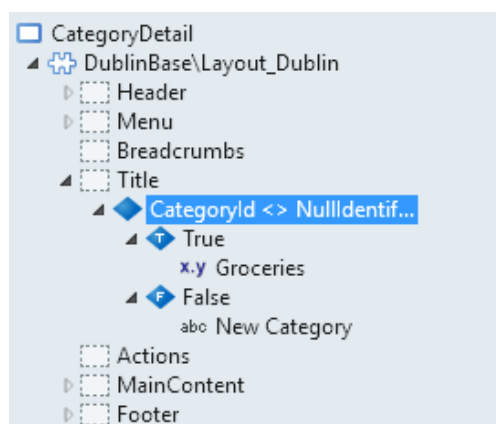 CategoryDetail
DublinBase\Layout_Dublin
Header
Menu
Breadcrumbs
Title
CategoryId <> NullIdentif...
T True
x.y Groceries
F False
abc New Category
Actions
MainContent
Footer